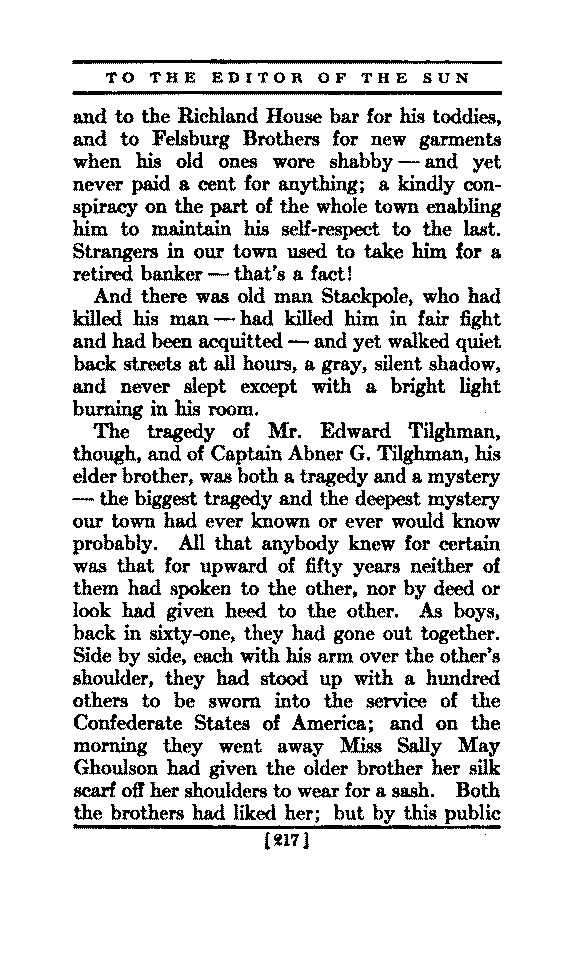 TO THE EDITOR OF THE SUN
and to the Richland House bar for his toddies,
and to Felsburg Brothers for new garments
when his old ones wore shabby — and yet
never paid a cent for anything; a kindly con-
spiracy on the part of the whole town enabling
him to maintain his self-respect to the last.
Strangers in our town used to take him for a
retired banker — that's a fact!
And there was old man Stackpole, who had
killed his man — had killed him in fair fight
and had been acquitted — and yet walked quiet
back streets at all hours, a gray, silent shadow,
and never slept except with a bright light
burning in his room.
The tragedy of Mr. Edward Tilghman,
though, and of Captain Abner G. Tilghman, his
elder brother, was both a tragedy and a mystery
— the biggest tragedy and the deepest mystery
our town had ever known or ever would know
probably. All that anybody knew for certain
was that for upward of fifty years neither of
them had spoken to the other, nor by deed or
look had given heed to the other. As boys,
back in sixty-one, they had gone out together.
Side by side, each with his arm over the other's
shoulder, they had stood up with a hundred
others to be sworn into the service of the
Confederate States of America; and on the
morning they went away Miss Sally May
Ghoulson had given the older brother her silk
scarf off her shoulders to wear for a sash. Both
the brothers had liked her; but by this public
[217]